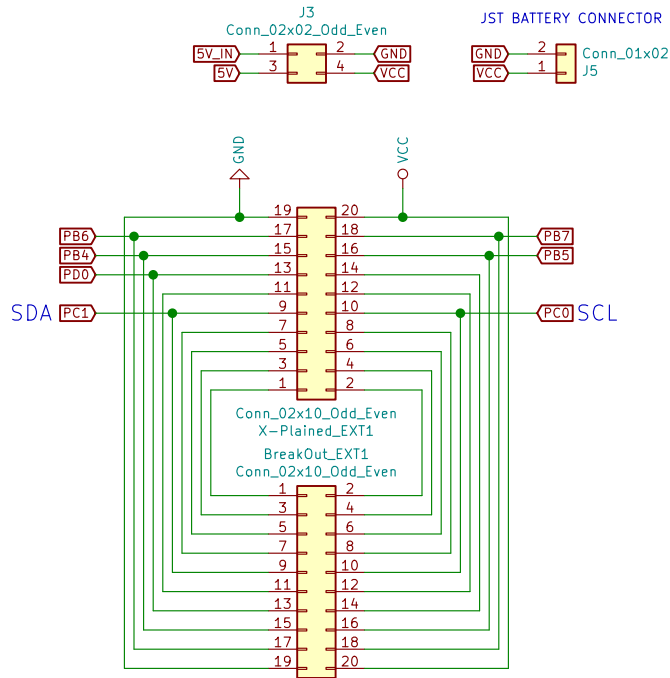 J3
Conn_02x02_Odd_Even
5V_IN 1 2 GND
5V 3 4 VCC
JST BATTERY CONNECTOR
GND 2 Conn_01x02
VCC 1 J5
GND
VCC
19 20
PB6 17 18 PB7
PB4 15 16 PB5
PD0 13 14
11 12
SDA PC1 9 10 PC0 SCL
7 8
5 6
3 4
1 2
Conn_02x10_Odd_Even
X-Plained_EXT1
BreakOut_EXT1
Conn_02x10_Odd_Even
1 2
3 4
5 6
7 8
9 10
11 12
13 14
15 16
17 18
19 20